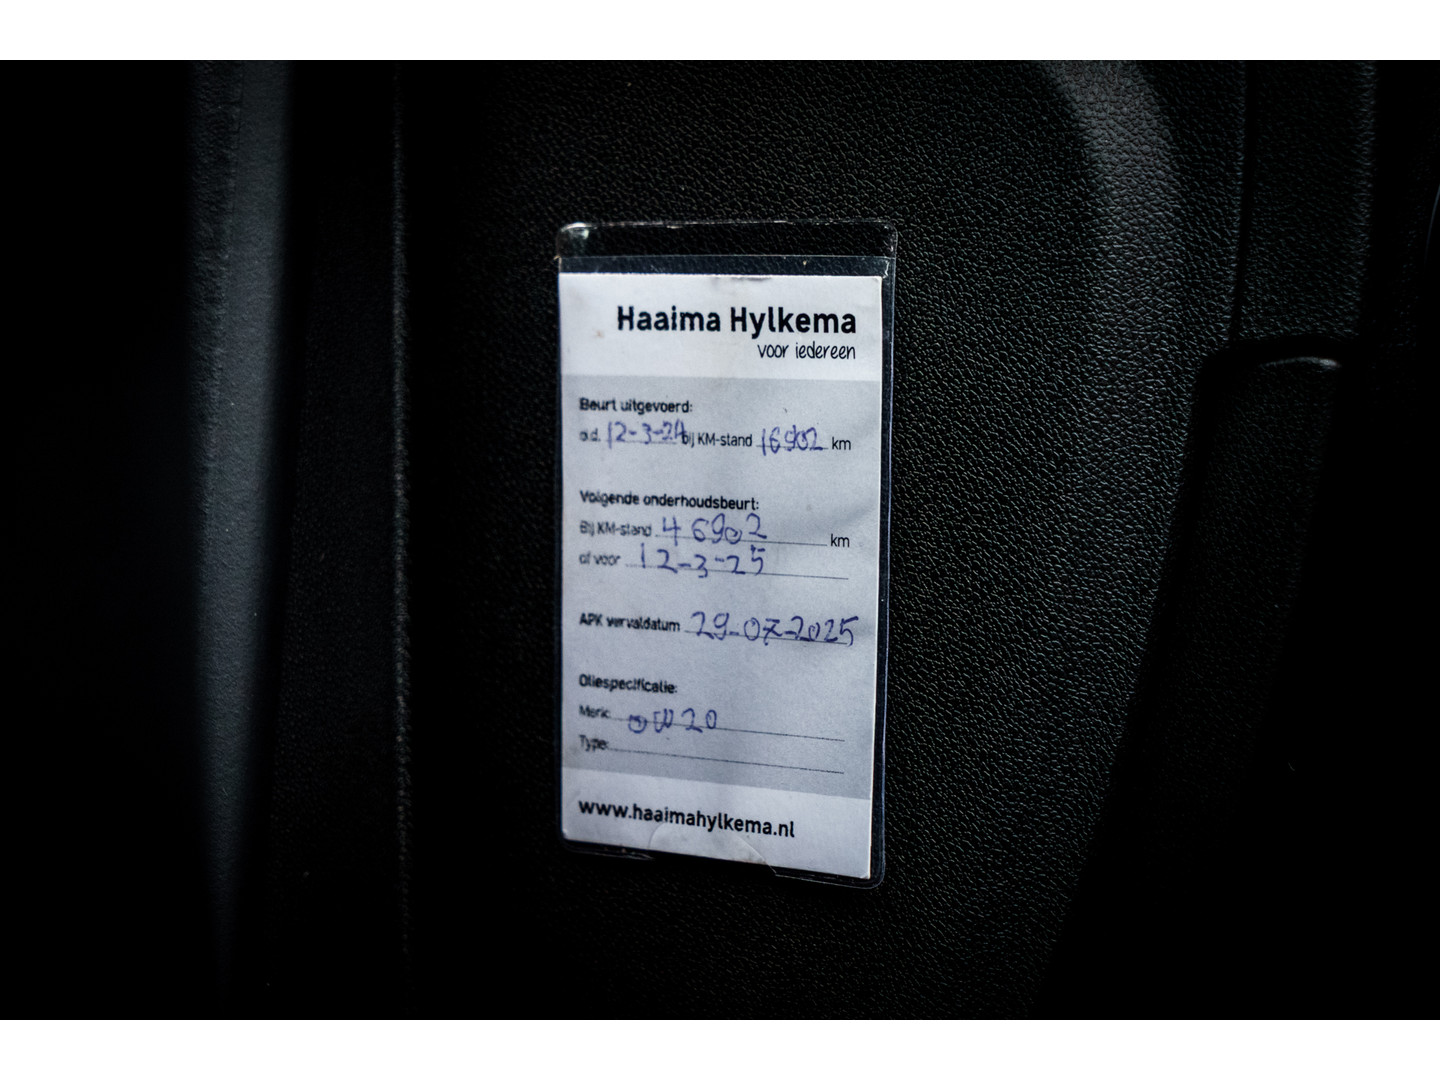 Haaima Hylkema
voor iedereen
Beurt uitgevoerd:
o.d. 12-3-24 bij KM-stand 16902 km
Volgende onderhoudsbeurt:
Bij KM-stand 46902 km
of voor 12-3-25
APK vervaldatum 29-07-2025
Oliespecificatie:
Merk: 0W20
Type:
www.haaimahylkema.nl